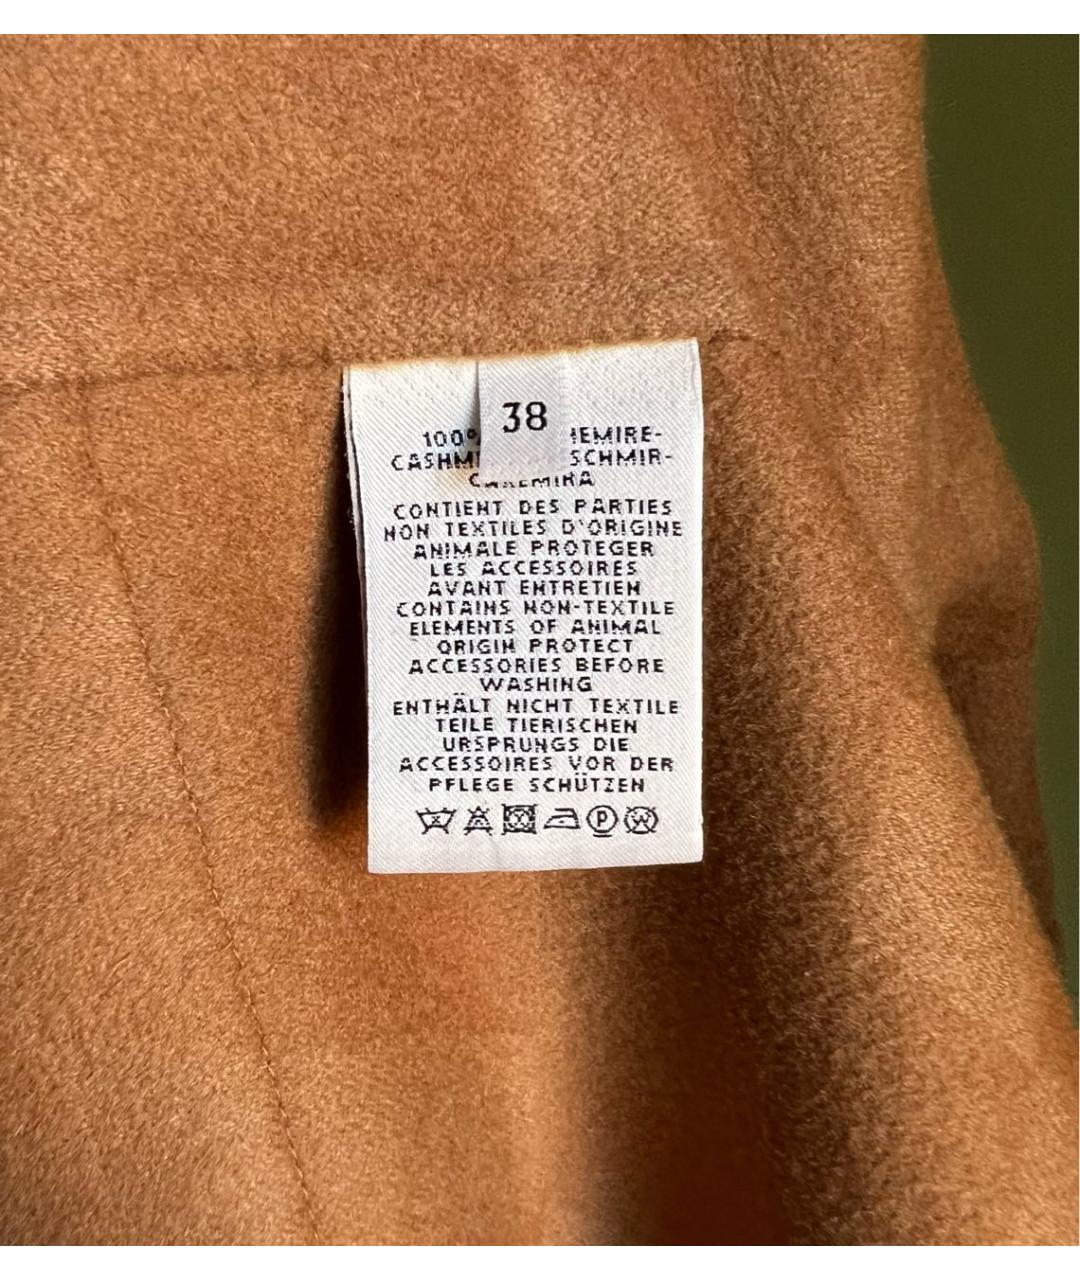 38
100%
CONTIENT DES PARTIES
NON TEXTILES D'ORIGINE
ANIMALE PROTEGER
LES ACCESSOIRES
AVANT ENTRETIEN
CONTAINS NON-TEXTILE
ELEMENTS OF ANIMAL
ORIGIN PROTECT
ACCESSORIES BEFORE
WASHING
ENTHÄLT NICHT TEXTILE
TEILE TIERISCHEN
URSPRUNGS DIE
ACCESSOIRES VOR DER
PFLEGE SCHÜTZEN
P W